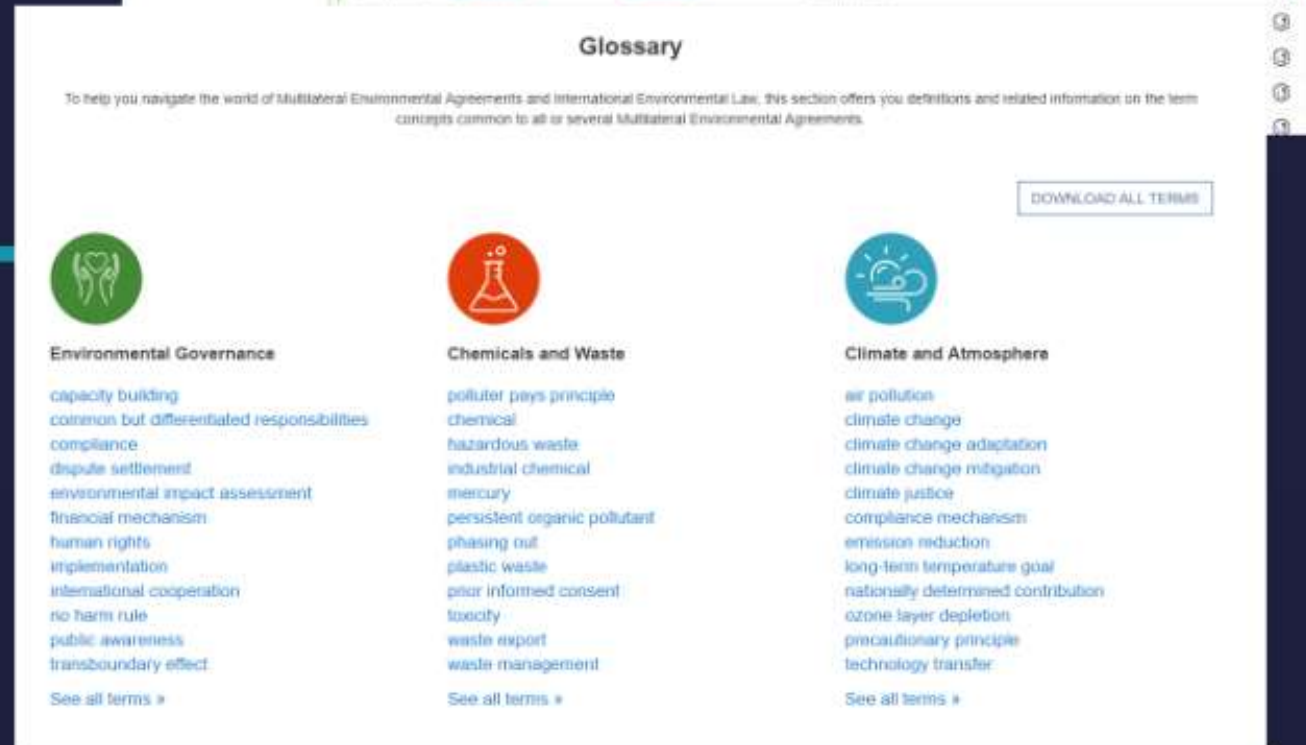 Glossary
To help you navigate the world of Multilateral Environmental Agreements and International Environmental Law, this section offers you definitions and related information on the term
concepts common to all or several Multilateral Environmental Agreements.
DOWNLOAD ALL TERMS
Environmental Governance
capacity building
common but differentiated responsibilities
compliance
dispute settlement
environmental impact assessment
financial mechanism
human rights
implementation
international cooperation
no harm rule
public awareness
transboundary effect
See all terms »
Chemicals and Waste
polluter pays principle
chemical
hazardous waste
industrial chemical
mercury
persistent organic pollutant
phasing out
plastic waste
prior informed consent
toxicity
waste export
waste management
See all terms »
Climate and Atmosphere
air pollution
climate change
climate change adaptation
climate change mitigation
climate justice
compliance mechanism
emission reduction
long-term temperature goal
nationally determined contribution
ozone layer depletion
precautionary principle
technology transfer
See all terms »